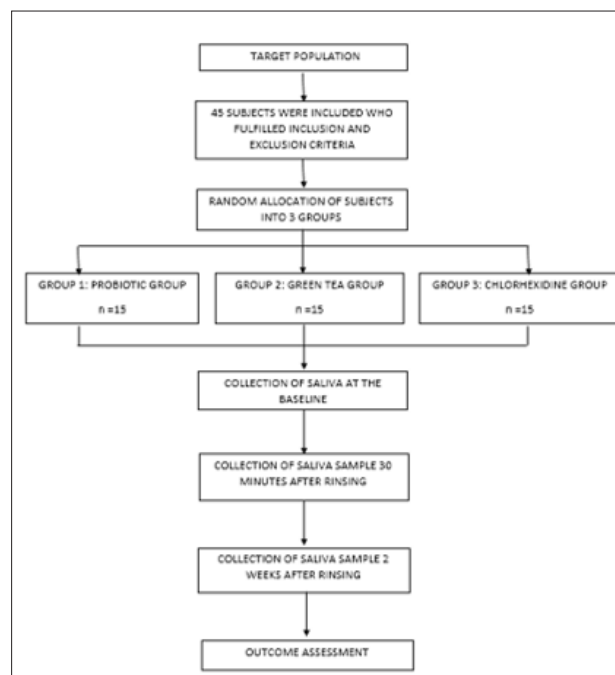 TARGET POPULATION
45 SUBJECTS WERE INCLUDED WHO
FULFILLED INCLUSION AND
EXCLUSION CRITERIA
RANDOM ALLOCATION OF SUBJECTS
INTO 3 GROUPS
GROUP 1: PROBIOTIC GROUP
n =15
GROUP 2: GREEN TEA GROUP
n =15
GROUP 3: CHLORHEXIDINE GROUP
n =15
COLLECTION OF SALIVA AT THE
BASELINE
COLLECTION OF SALIVA SAMPLE 30
MINUTES AFTER RINSING
COLLECTION OF SALIVA SAMPLE 2
WEEKS AFTER RINSING
OUTCOME ASSESSMENT